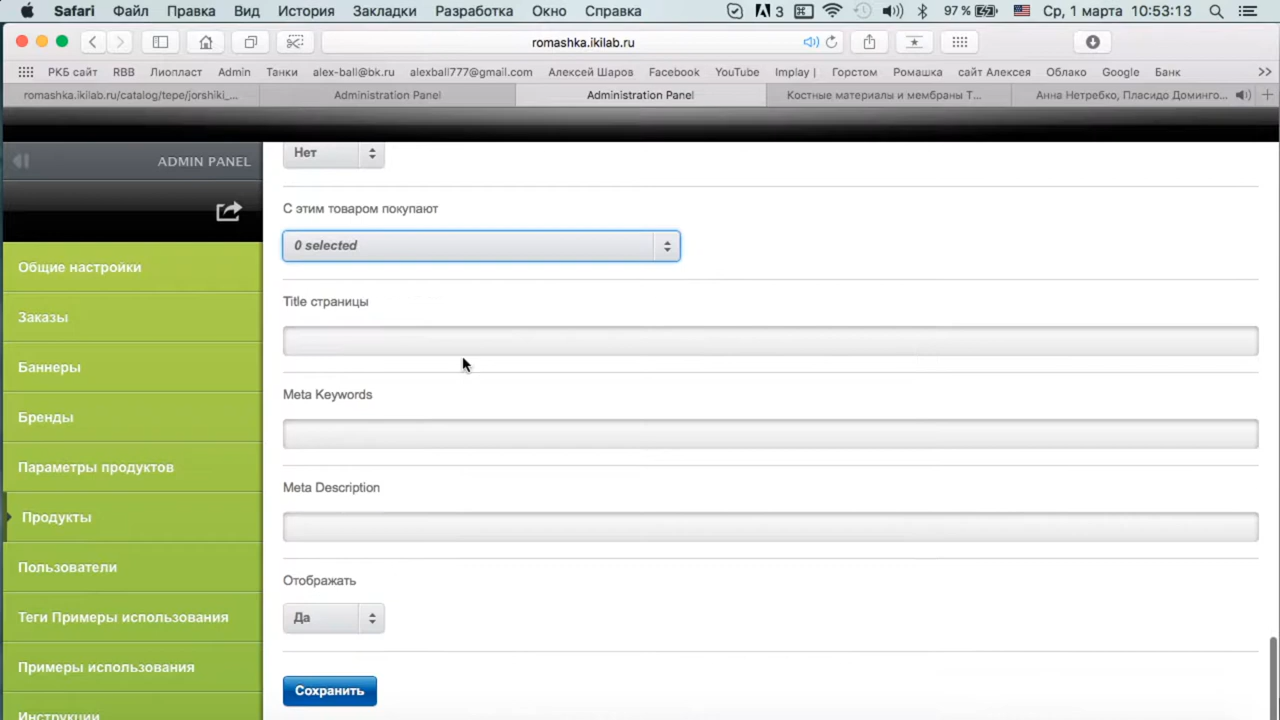 Safari Файл Правка Вид История Закладки Разработка Окно Справка 3 97 % Ср, 1 марта 10:53:13
romashka.ikilab.ru
РКБ сайт RBB Лиопласт Admin Танки alex-ball@bk.ru alexball777@gmail.com Алексей Шаров Facebook YouTube Implay | Горстом Ромашка сайт Алексея Облако Google Банк >>
romashka.ikilab.ru/catalog/tepe/jorshiki_... Administration Panel Administration Panel Костные материалы и мембраны Т... Анна Нетребко, Пласидо Доминго...
ADMIN PANEL
Нет
С этим товаром покупают
0 selected
Общие настройки
Title страницы
Заказы
Баннеры
Meta Keywords
Бренды
Параметры продуктов
Meta Description
Продукты
Пользователи
Отображать
Да
Теги Примеры использования
Примеры использования
Сохранить
Инструкции